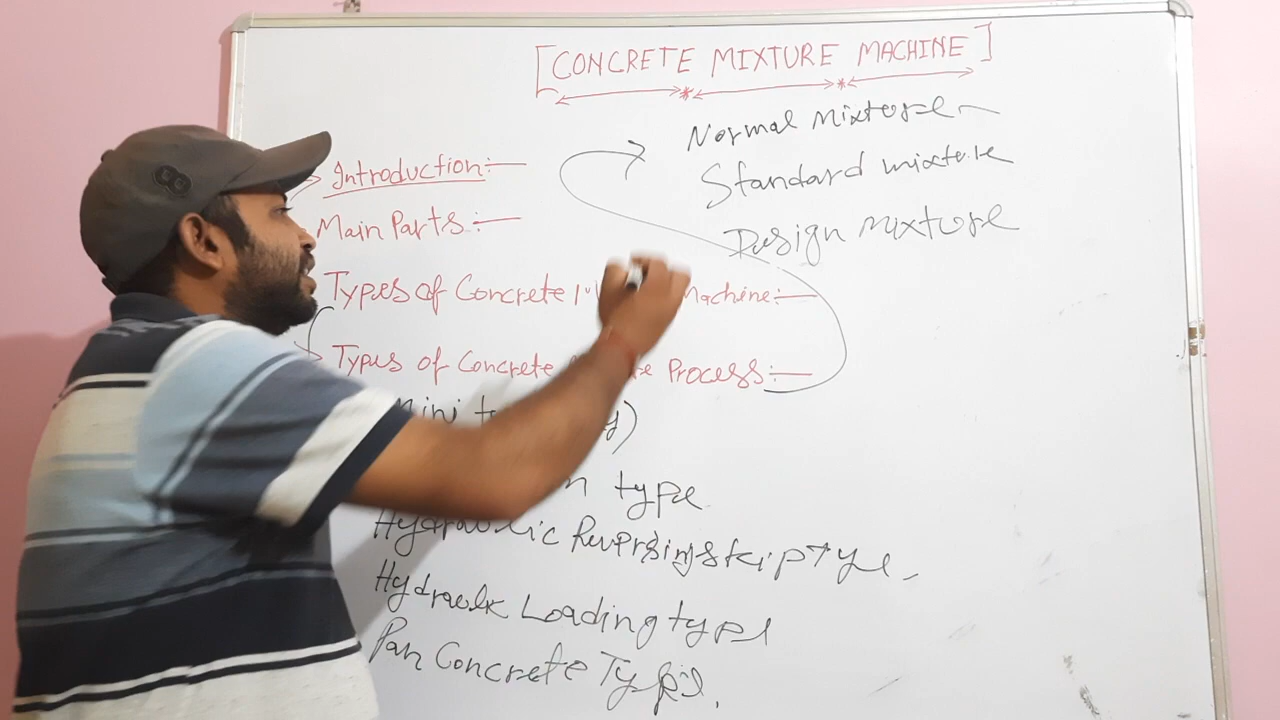 [CONCRETE MIXTURE MACHINE]
Introduction:-
Main Parts:-
Types of Concrete Machine:-
Types of Concrete Process:-
Normal Mixture
Standard mixture
Design Mixture
Mini
type
Hydraulic Reversing skip Type
Hydraulic Loading type
Pan Concrete Type.